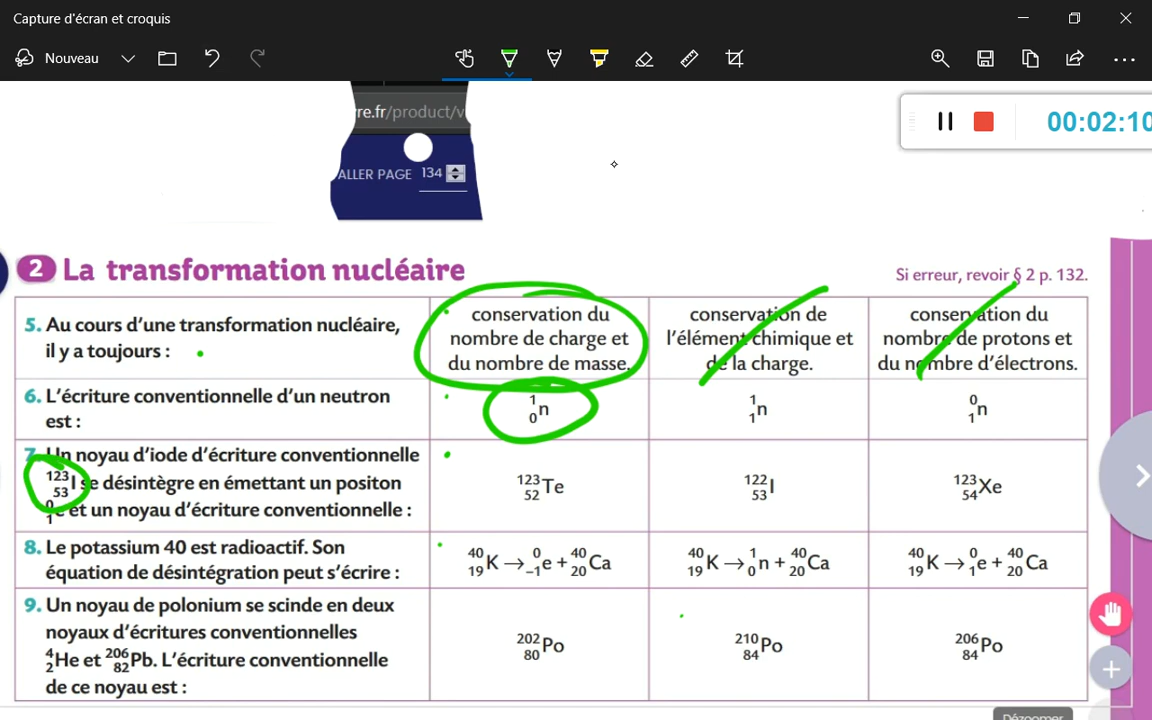 Capture d'écran et croquis
Nouveau
re.fr/product/v
00:02:10
ALLER PAGE 134
2 La transformation nucléaire
Si erreur, revoir § 2 p. 132.
5. Au cours d'une transformation nucléaire,
il y a toujours :
conservation du
nombre de charge et
du nombre de masse.
conservation de
l'élément chimique et
de la charge.
conservation du
nombre de protons et
du nombre d'électrons.
6. L'écriture conventionnelle d'un neutron
est :
¹₀n
¹₁n
⁰₁n
7. Un noyau d'iode d'écriture conventionnelle
¹²³₅₃I se désintègre en émettant un positon
⁰₁e et un noyau d'écriture conventionnelle :
¹²³₅₂Te
¹²²₅₃I
¹²³₅₄Xe
8. Le potassium 40 est radioactif. Son
équation de désintégration peut s'écrire :
⁴⁰₁₉K → ⁰₋₁e + ⁴⁰₂₀Ca
⁴⁰₁₉K → ¹₀n + ⁴⁰₂₀Ca
⁴⁰₁₉K → ⁰₁e + ⁴⁰₂₀Ca
9. Un noyau de polonium se scinde en deux
noyaux d'écritures conventionnelles
⁴₂He et ²⁰⁶₈₂Pb. L'écriture conventionnelle
de ce noyau est :
²⁰²₈₀Po
²¹⁰₈₄Po
²⁰⁶₈₄Po
Dézoomer